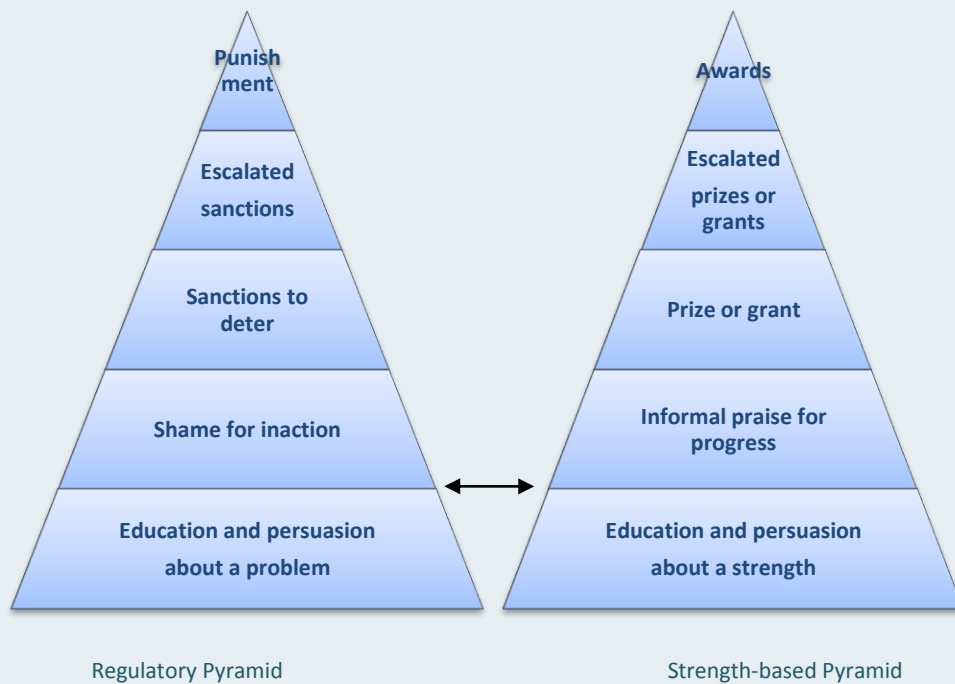 Punish
ment
Escalated
sanctions
Sanctions to
deter
Shame for inaction
Education and persuasion
about a problem
Regulatory Pyramid
Awards
Escalated
prizes or
grants
Prize or grant
Informal praise for
progress
Education and persuasion
about a strength
Strength-based Pyramid